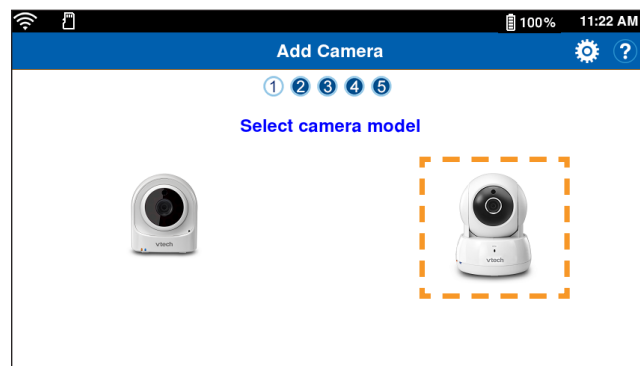 100% 11:22 AM
Add Camera ?
1 2 3 4 5
Select camera model
vtech vtech